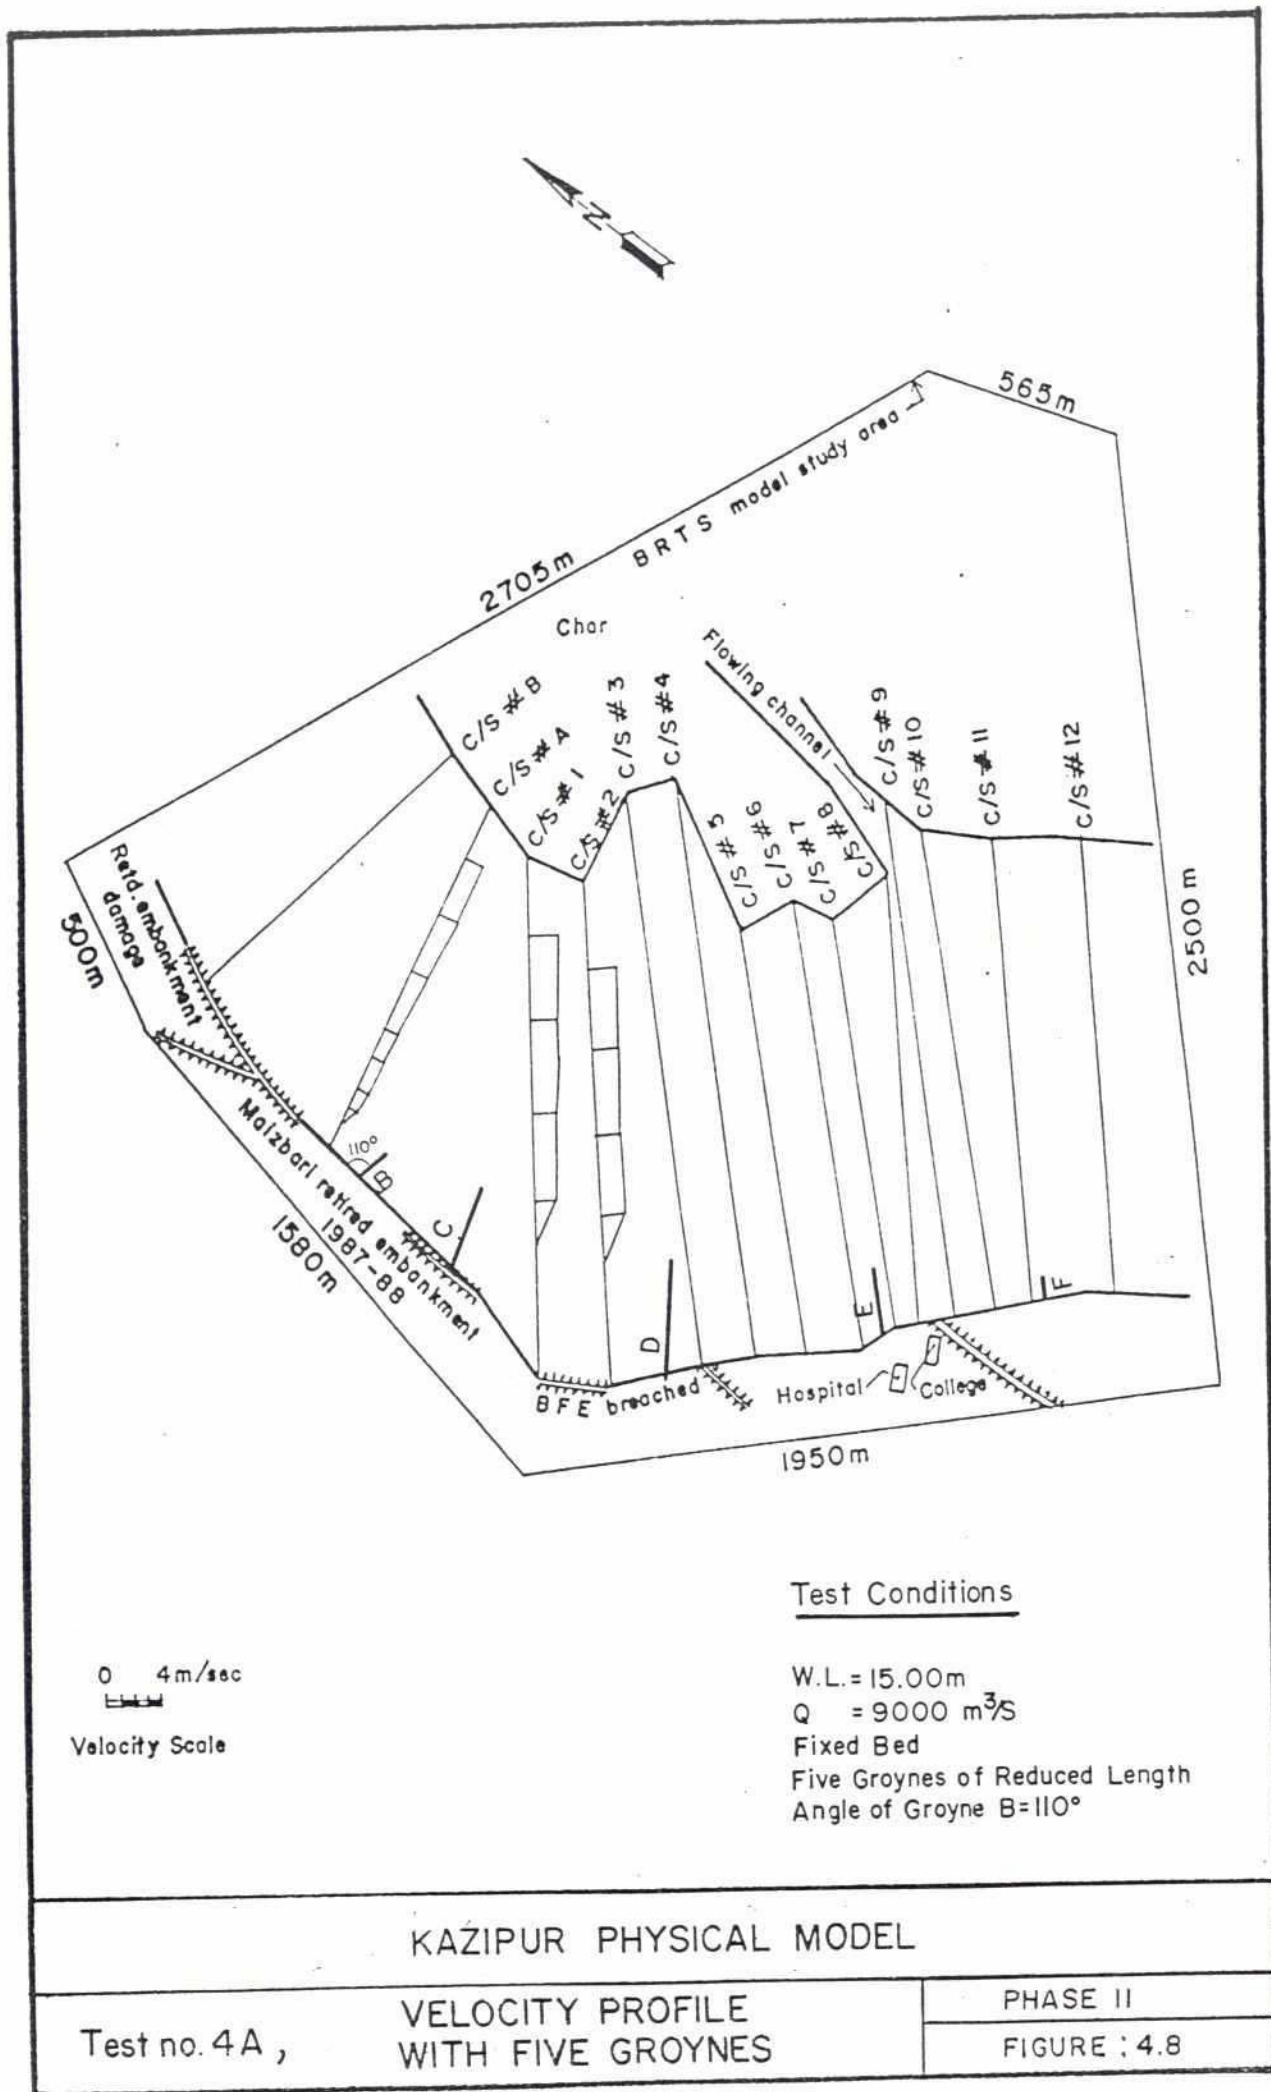 N
565m
BRTS model study area
2705m
Char
Flowing channel
C/S # B
C/S # A
C/S # 1
C/S #2
C/S # 3
C/S #4
C/S # 5
C/S # 6
C/S # 7
C/S #8
C/S # 9
C/S # 10
C/S # 11
C/S # 12
Retd. embankment
damage
500m
2500m
110°
B
C
Maizbari retired embankment
1987-88
1580m
D
E
F
BFE breached
Hospital
College
1950m
Test Conditions
0 4m/sec
Velocity Scale
W.L.= 15.00m
Q = 9000 m³/S
Fixed Bed
Five Groynes of Reduced Length
Angle of Groyne B=110°
KAZIPUR PHYSICAL MODEL
Test no. 4A,
VELOCITY PROFILE
WITH FIVE GROYNES
PHASE II
FIGURE : 4.8